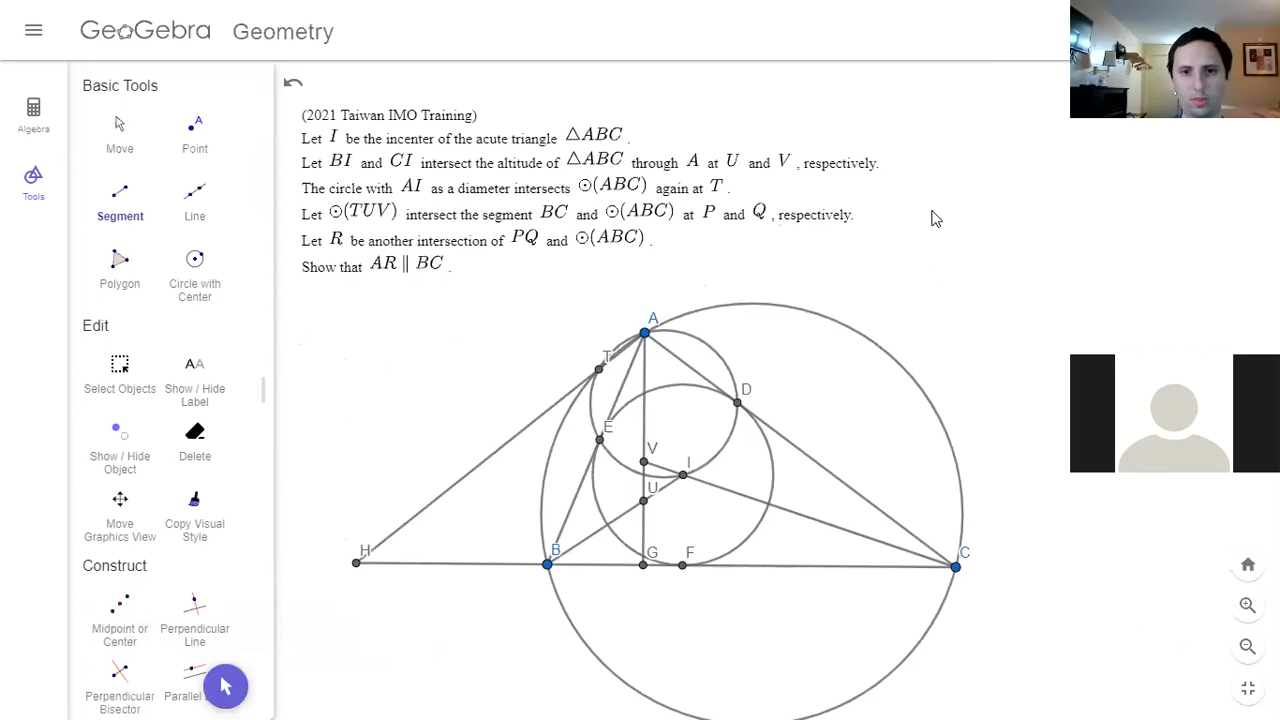 GeoGebra Geometry
Basic Tools
Algebra
Tools
Move
Point
Segment
Line
Polygon
Circle with Center
Edit
Select Objects
Show / Hide Label
Show / Hide Object
Delete
Move Graphics View
Copy Visual Style
Construct
Midpoint or Center
Perpendicular Line
Perpendicular Bisector
Parallel
(2021 Taiwan IMO Training)
Let I be the incenter of the acute triangle △ABC .
Let BI and CI intersect the altitude of △ABC through A at U and V , respectively.
The circle with AI as a diameter intersects ⊙(ABC) again at T .
Let ⊙(TUV) intersect the segment BC and ⊙(ABC) at P and Q , respectively.
Let R be another intersection of PQ and ⊙(ABC) .
Show that AR ∥ BC .
A
T
D
E
V
I
U
H
B
G
F
C